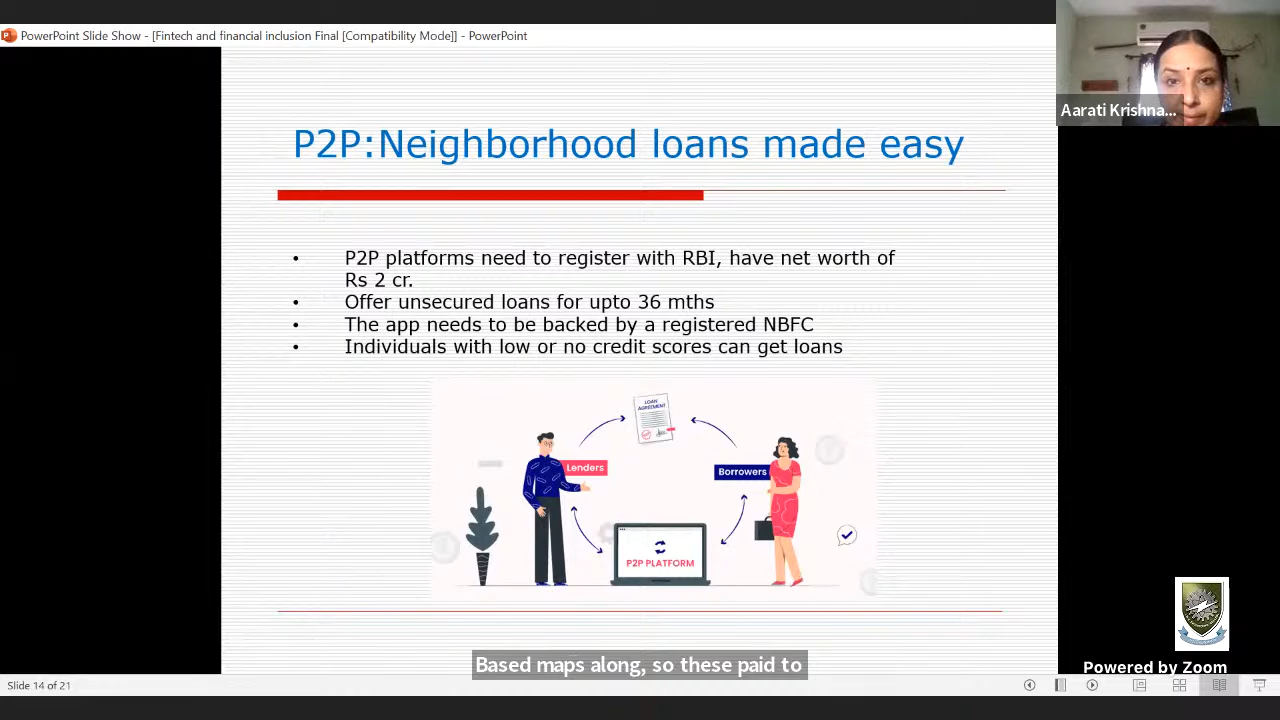 PowerPoint Slide Show - [Fintech and financial inclusion Final [Compatibility Mode]] - PowerPoint
Aarati Krishna...
P2P:Neighborhood loans made easy
• P2P platforms need to register with RBI, have net worth of
Rs 2 cr.
• Offer unsecured loans for upto 36 mths
• The app needs to be backed by a registered NBFC
• Individuals with low or no credit scores can get loans
LOAN
AGREEMENT
Lenders
Borrowers
P2P PLATFORM
Based maps along, so these paid to
Powered by Zoom
Slide 14 of 21